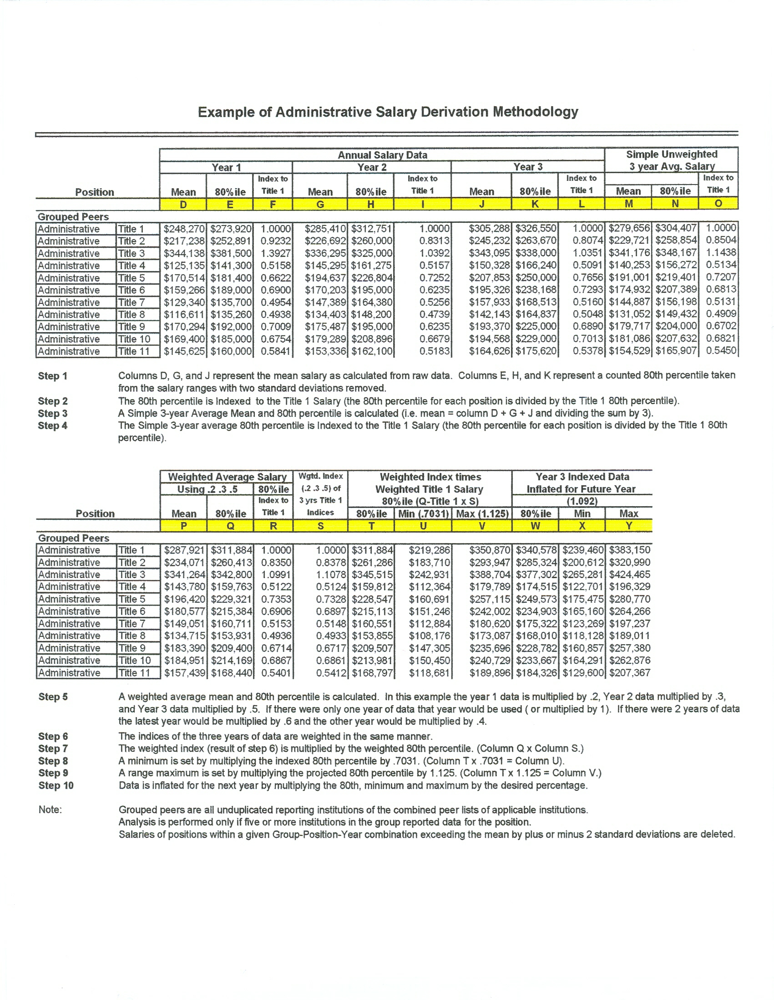 Example of Administrative Salary Derivation Methodology
Annual Salary Data Simple Unweighted
Year 1 Year 2 Year 3 3 year Avg. Salary
Index to Index to Index to Index to
Position Mean 80%ile Title 1 Mean 80%ile Title 1 Mean 80%ile Title 1 Mean 80%ile Title 1
D E F G H I J K L M N O
Grouped Peers
Administrative Title 1 $248,270 $273,920 1.0000 $285,410 $312,751 1.0000 $305,288 $326,550 1.0000 $279,656 $304,407 1.0000
Administrative Title 2 $217,238 $252,891 0.9232 $226,692 $260,000 0.8313 $245,232 $263,670 0.8074 $229,721 $258,854 0.8504
Administrative Title 3 $344,138 $381,500 1.3927 $336,295 $325,000 1.0392 $343,095 $338,000 1.0351 $341,176 $348,167 1.1438
Administrative Title 4 $125,135 $141,300 0.5158 $145,295 $161,275 0.5157 $150,328 $166,240 0.5091 $140,253 $156,272 0.5134
Administrative Title 5 $170,514 $181,400 0.6622 $194,637 $226,804 0.7252 $207,853 $250,000 0.7656 $191,001 $219,401 0.7207
Administrative Title 6 $159,266 $189,000 0.6900 $170,203 $195,000 0.6235 $195,326 $238,168 0.7293 $174,932 $207,389 0.6813
Administrative Title 7 $129,340 $135,700 0.4954 $147,389 $164,380 0.5256 $157,933 $168,513 0.5160 $144,887 $156,198 0.5131
Administrative Title 8 $116,611 $135,260 0.4938 $134,403 $148,200 0.4739 $142,143 $164,837 0.5048 $131,052 $149,432 0.4909
Administrative Title 9 $170,294 $192,000 0.7009 $175,487 $195,000 0.6235 $193,370 $225,000 0.6890 $179,717 $204,000 0.6702
Administrative Title 10 $169,400 $185,000 0.6754 $179,289 $208,896 0.6679 $194,568 $229,000 0.7013 $181,086 $207,632 0.6821
Administrative Title 11 $145,625 $160,000 0.5841 $153,336 $162,100 0.5183 $164,626 $175,620 0.5378 $154,529 $165,907 0.5450
Step 1 Columns D, G, and J represent the mean salary as calculated from raw data. Columns E, H, and K represent a counted 80th percentile taken
from the salary ranges with two standard deviations removed.
Step 2 The 80th percentile is Indexed to the Title 1 Salary (the 80th percentile for each position is divided by the Title 1 80th percentile).
Step 3 A Simple 3-year Average Mean and 80th percentile is calculated (i.e. mean = column D + G + J and dividing the sum by 3).
Step 4 The Simple 3-year average 80th percentile is Indexed to the Title 1 Salary (the 80th percentile for each position is divided by the Title 1 80th
percentile).
Weighted Average Salary Wgtd. Index Weighted Index times Year 3 Indexed Data
Using .2 .3 .5 80%ile (.2 .3 .5) of Weighted Title 1 Salary Inflated for Future Year
Index to 3 yrs Title 1 80%ile (Q-Title 1 x S) (1.092)
Position Mean 80%ile Title 1 Indices 80%ile Min (.7031) Max (1.125) 80%ile Min Max
P Q R S T U V W X Y
Grouped Peers
Administrative Title 1 $287,921 $311,884 1.0000 1.0000 $311,884 $219,286 $350,870 $340,578 $239,460 $383,150
Administrative Title 2 $234,071 $260,413 0.8350 0.8378 $261,286 $183,710 $293,947 $285,324 $200,612 $320,990
Administrative Title 3 $341,264 $342,800 1.0991 1.1078 $345,515 $242,931 $388,704 $377,302 $265,281 $424,465
Administrative Title 4 $143,780 $159,763 0.5122 0.5124 $159,812 $112,364 $179,789 $174,515 $122,701 $196,329
Administrative Title 5 $196,420 $229,321 0.7353 0.7328 $228,547 $160,691 $257,115 $249,573 $175,475 $280,770
Administrative Title 6 $180,577 $215,384 0.6906 0.6897 $215,113 $151,246 $242,002 $234,903 $165,160 $264,266
Administrative Title 7 $149,051 $160,711 0.5153 0.5148 $160,551 $112,884 $180,620 $175,322 $123,269 $197,237
Administrative Title 8 $134,715 $153,931 0.4936 0.4933 $153,855 $108,176 $173,087 $168,010 $118,128 $189,011
Administrative Title 9 $183,390 $209,400 0.6714 0.6717 $209,507 $147,305 $235,696 $228,782 $160,857 $257,380
Administrative Title 10 $184,951 $214,169 0.6867 0.6861 $213,981 $150,450 $240,729 $233,667 $164,291 $262,876
Administrative Title 11 $157,439 $168,440 0.5401 0.5412 $168,797 $118,681 $189,896 $184,326 $129,600 $207,367
Step 5 A weighted average mean and 80th percentile is calculated. In this example the year 1 data is multiplied by .2, Year 2 data multiplied by .3,
and Year 3 data multiplied by .5. If there were only one year of data that year would be used ( or multiplied by 1). If there were 2 years of data
the latest year would be multiplied by .6 and the other year would be multiplied by .4.
Step 6 The indices of the three years of data are weighted in the same manner.
Step 7 The weighted index (result of step 6) is multiplied by the weighted 80th percentile. (Column Q x Column S.)
Step 8 A minimum is set by multiplying the indexed 80th percentile by .7031. (Column T x .7031 = Column U).
Step 9 A range maximum is set by multiplying the projected 80th percentile by 1.125. (Column T x 1.125 = Column V.)
Step 10 Data is inflated for the next year by multiplying the 80th, minimum and maximum by the desired percentage.
Note: Grouped peers are all unduplicated reporting institutions of the combined peer lists of applicable institutions.
Analysis is performed only if five or more institutions in the group reported data for the position.
Salaries of positions within a given Group-Position-Year combination exceeding the mean by plus or minus 2 standard deviations are deleted.